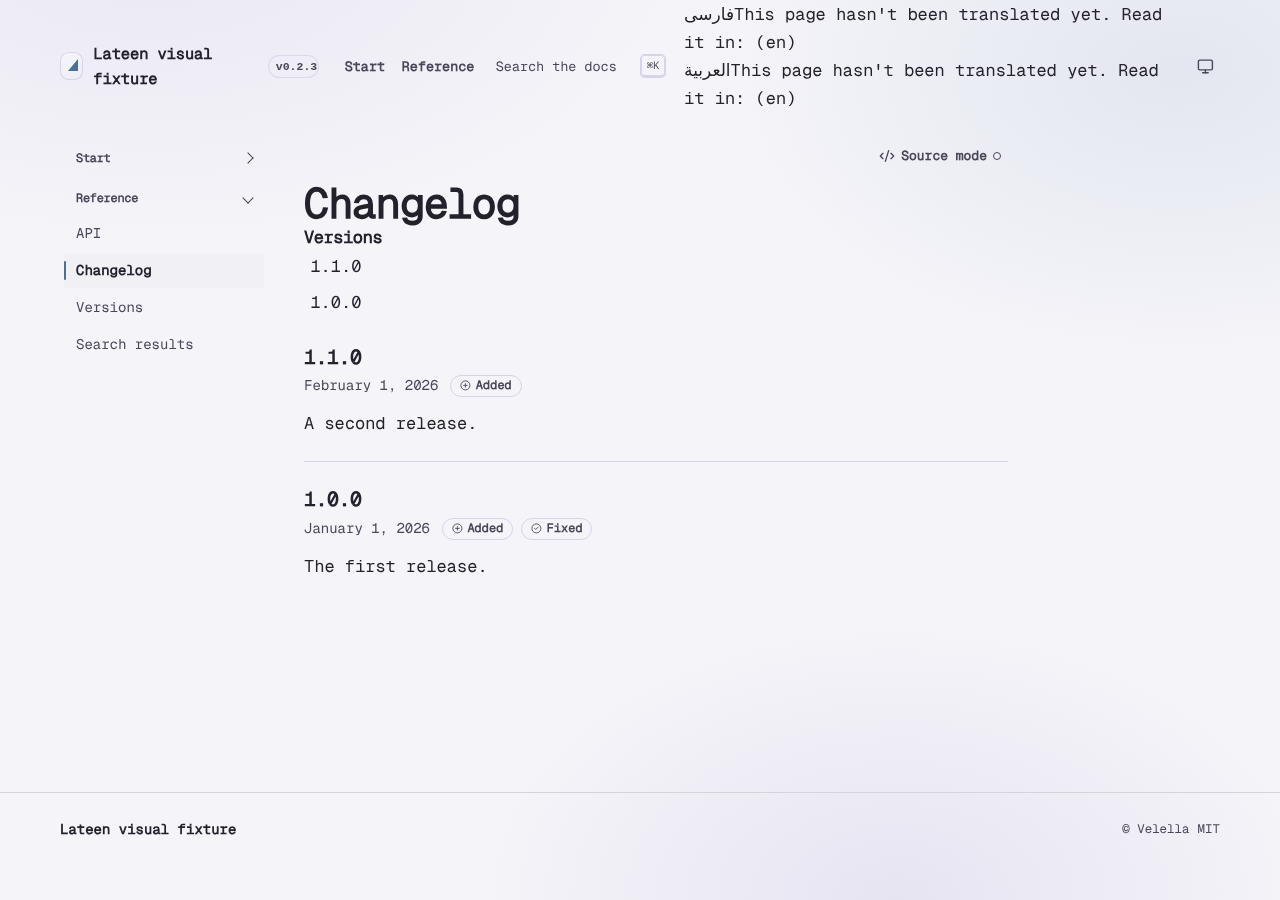 Lateen visual
fixture
v0.2.3
Start
Reference
Search the docs
⌘K
فارسیThis page hasn't been translated yet. Read
it in: (en)
العربيةThis page hasn't been translated yet. Read
it in: (en)
Start
Reference
API
Changelog
Versions
Search results
Source mode
Changelog
Versions
1.1.0
1.0.0
1.1.0
February 1, 2026 Added
A second release.
1.0.0
January 1, 2026 Added Fixed
The first release.
Lateen visual fixture
© Velella MIT